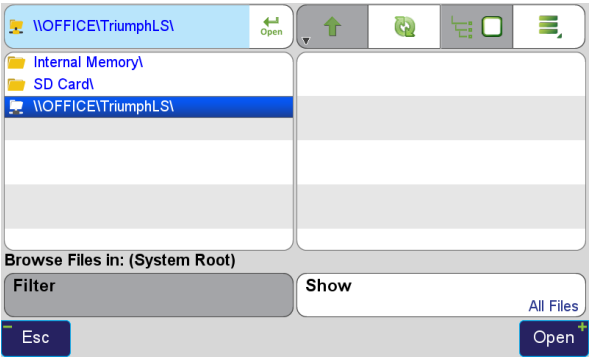 \\OFFICE\TriumphLS\
Open
Internal Memory\
SD Card\
\\OFFICE\TriumphLS\
Browse Files in: (System Root)
Filter
Show
All Files
Esc
Open